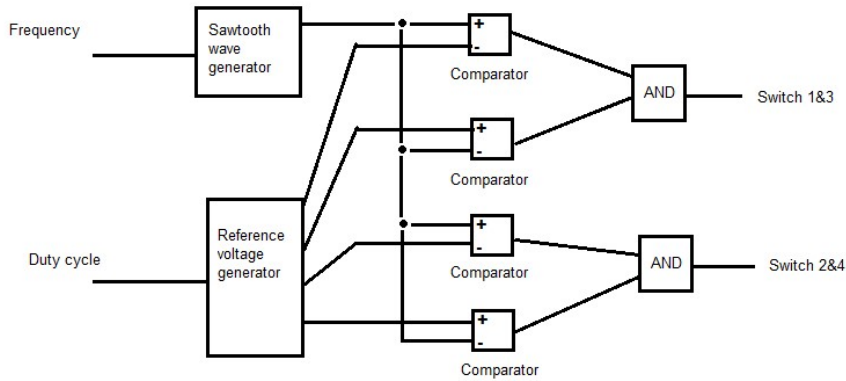 Frequency
Sawtooth
wave
generator
+
-
Comparator
AND
Switch 1&3
+
-
Comparator
Duty cycle
Reference
voltage
generator
+
-
Comparator
AND
Switch 2&4
+
-
Comparator